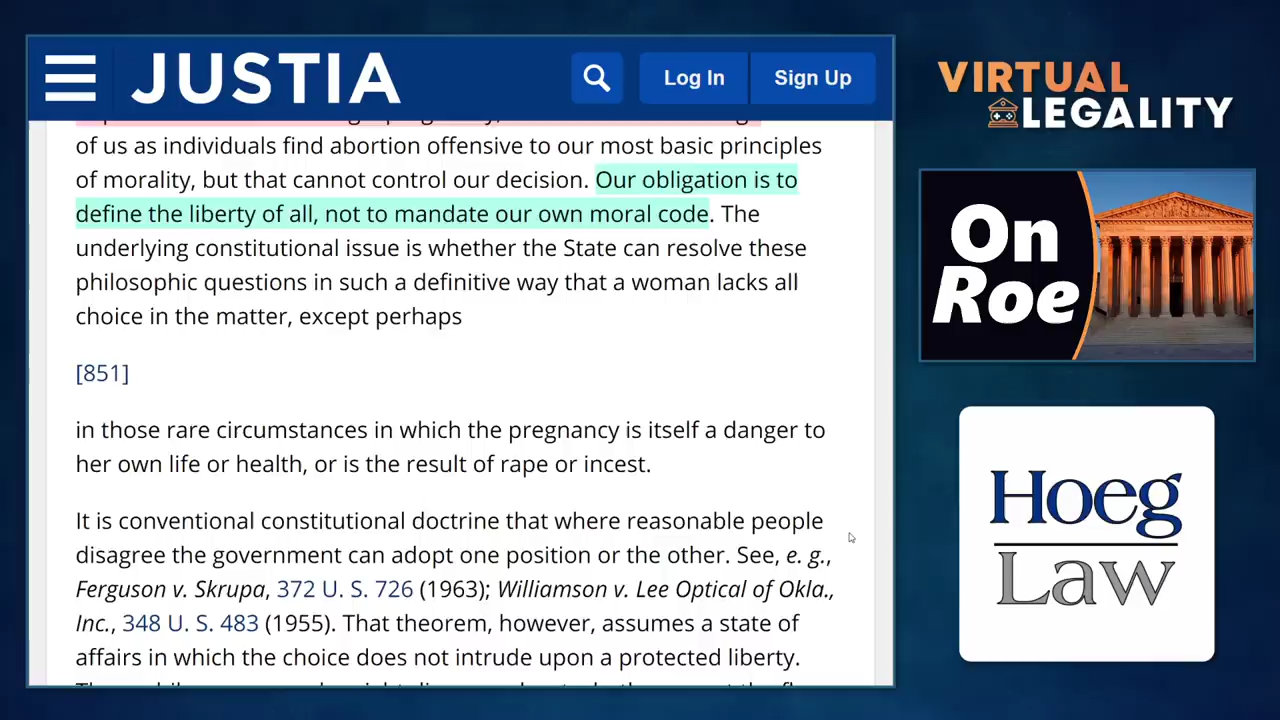 JUSTIA
Log In
Sign Up
of us as individuals find abortion offensive to our most basic principles
of morality, but that cannot control our decision. Our obligation is to
define the liberty of all, not to mandate our own moral code. The
underlying constitutional issue is whether the State can resolve these
philosophic questions in such a definitive way that a woman lacks all
choice in the matter, except perhaps
[851]
in those rare circumstances in which the pregnancy is itself a danger to
her own life or health, or is the result of rape or incest.
It is conventional constitutional doctrine that where reasonable people
disagree the government can adopt one position or the other. See, e. g.,
Ferguson v. Skrupa, 372 U. S. 726 (1963); Williamson v. Lee Optical of Okla.,
Inc., 348 U. S. 483 (1955). That theorem, however, assumes a state of
affairs in which the choice does not intrude upon a protected liberty.
VIRTUAL
LEGALITY
On
Roe
Hoeg
Law